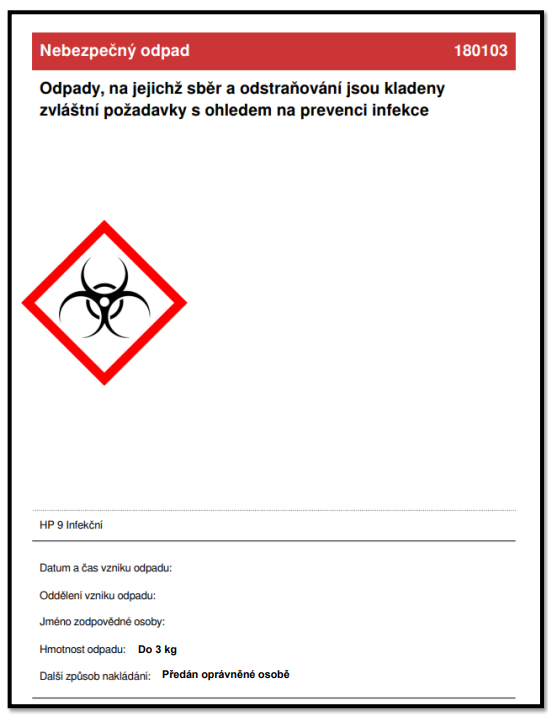 Nebezpečný odpad 180103
Odpady, na jejichž sběr a odstraňování jsou kladeny
zvláštní požadavky s ohledem na prevenci infekce
HP 9 Infekční
Datum a čas vzniku odpadu:
Oddělení vzniku odpadu:
Jméno zodpovědné osoby:
Hmotnost odpadu: Do 3 kg
Další způsob nakládání: Předán oprávněné osobě